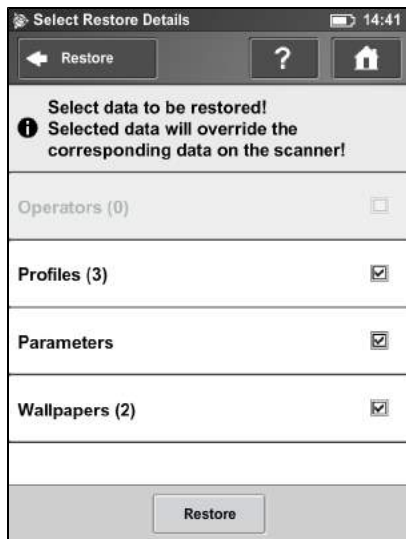 Select Restore Details 14:41
Restore ?
Select data to be restored!
Selected data will override the
corresponding data on the scanner!
Operators (0)
Profiles (3)
Parameters
Wallpapers (2)
Restore